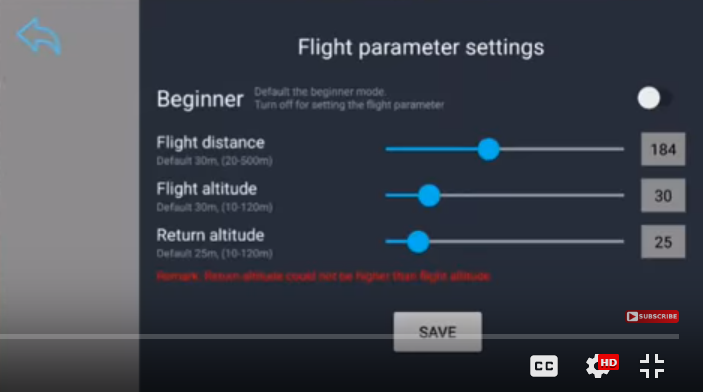 Flight parameter settings
Beginner
Default the beginner mode.
Turn off for setting the flight parameter
Flight distance
184
Default 30m, (20-500m)
Flight altitude
30
Default 30m, (10-120m)
Return altitude
25
Default 25m, (10-120m)
Remark: Return altitude could not be higher than flight altitude.
SUBSCRIBE
SAVE
CC
HD